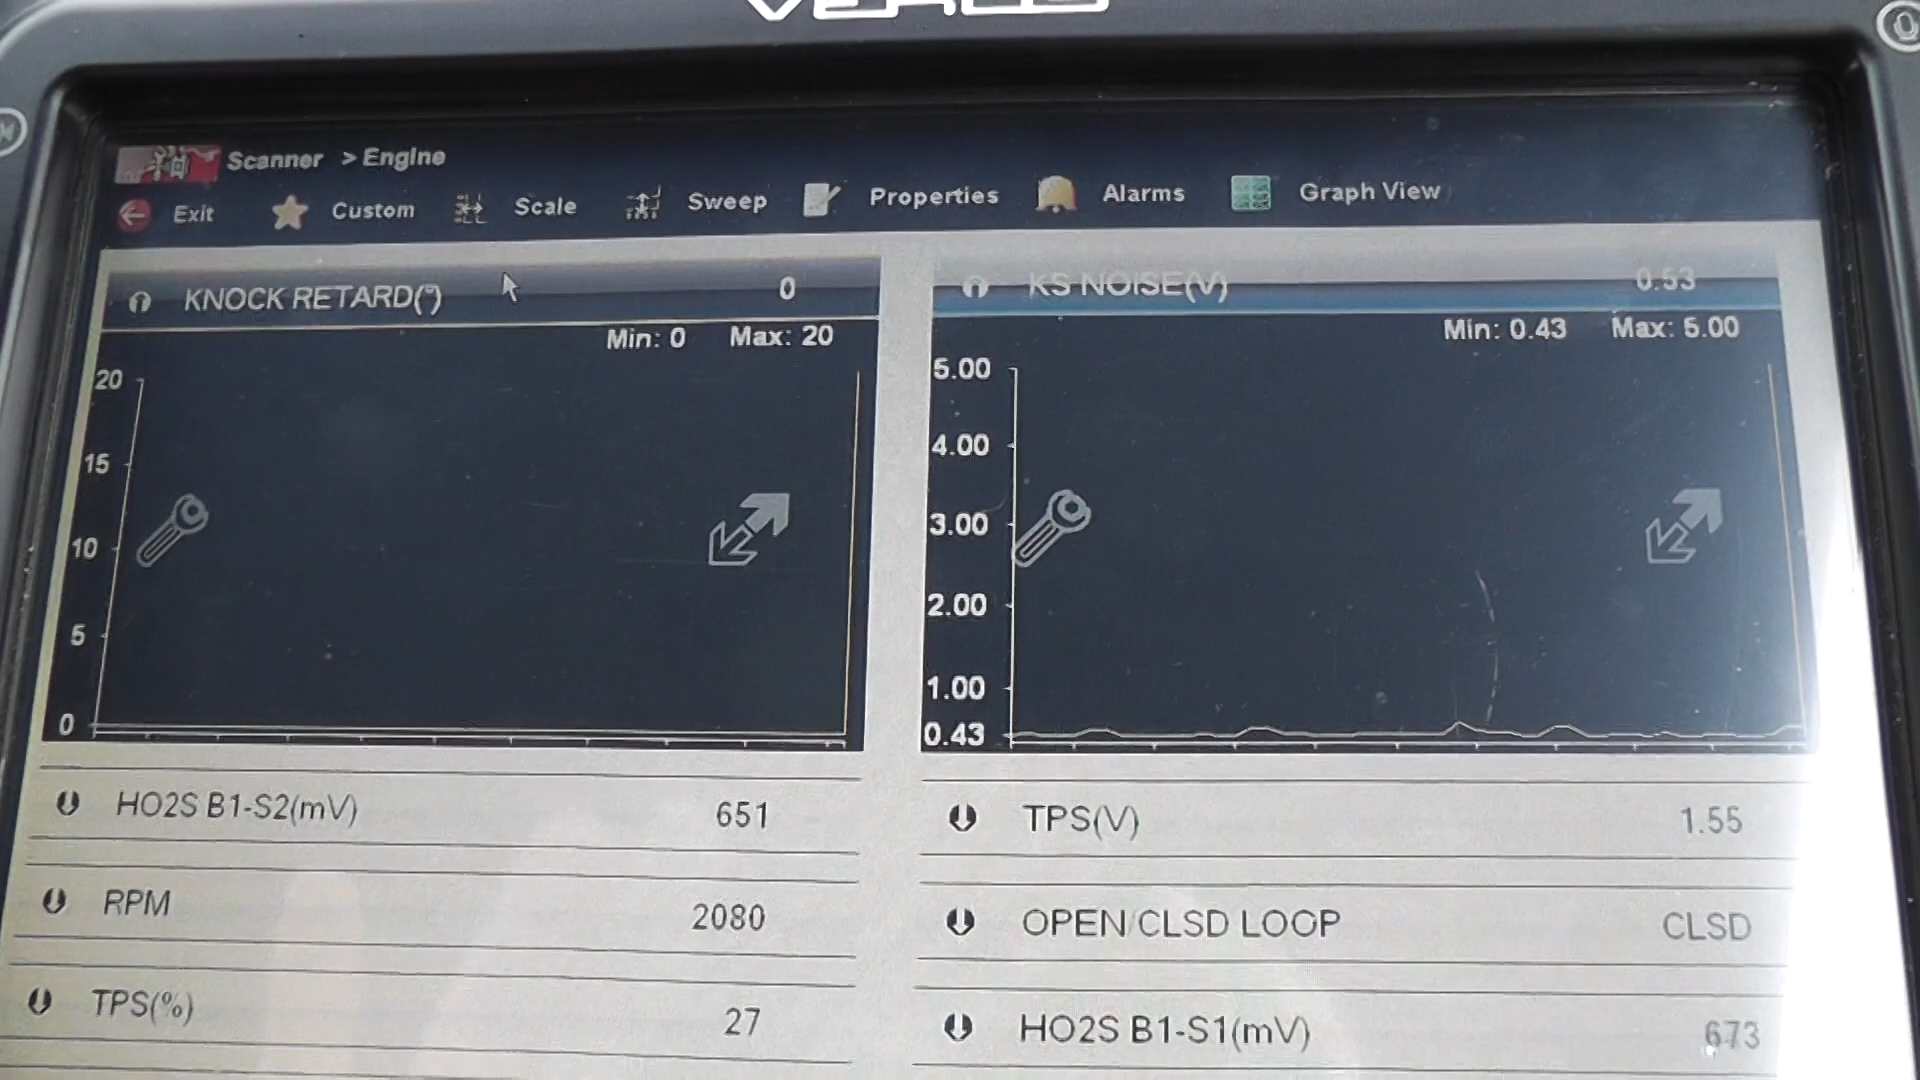 Scanner > Engine
Exit Custom Scale Sweep Properties Alarms Graph View
KNOCK RETARD(°) 0
Min: 0 Max: 20
20
15
10
5
0
KS NOISE(V) 0.53
Min: 0.43 Max: 5.00
5.00
4.00
3.00
2.00
1.00
0.43
HO2S B1-S2(mV) 651
TPS(V) 1.55
RPM 2080
OPEN/CLSD LOOP CLSD
TPS(%) 27
HO2S B1-S1(mV) 673